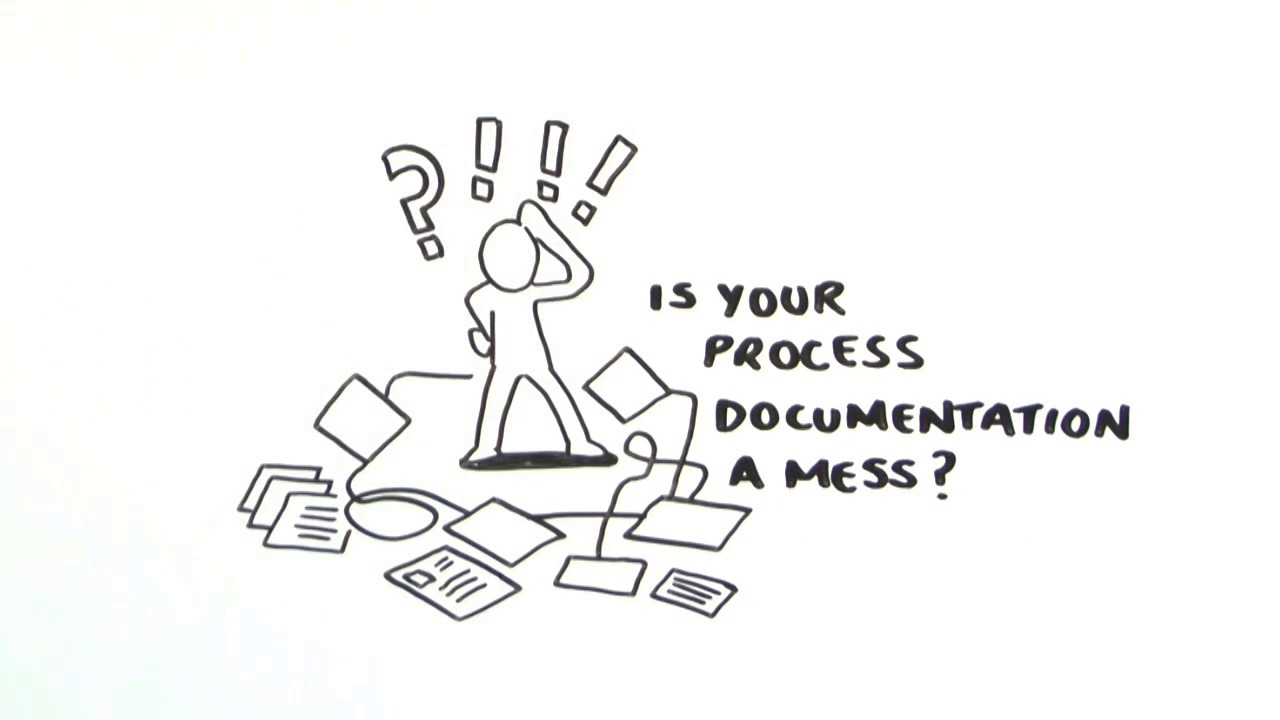 ? ! ! !
IS YOUR
PROCESS
DOCUMENTATION
A MESS?